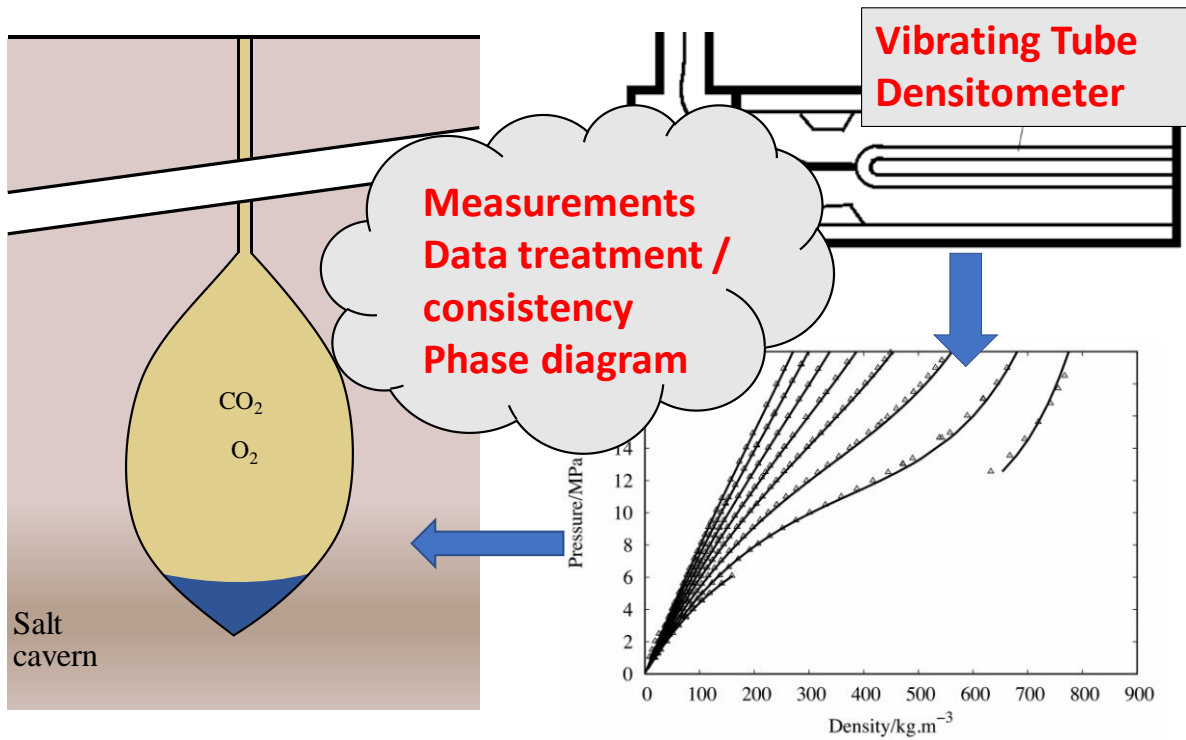 Vibrating Tube
Densitometer
Measurements
Data treatment /
consistency
Phase diagram
CO₂
O₂
Salt
cavern
Pressure/MPa
14
12
10
8
6
4
2
0
0 100 200 300 400 500 600 700 800 900
Density/kg.m⁻³